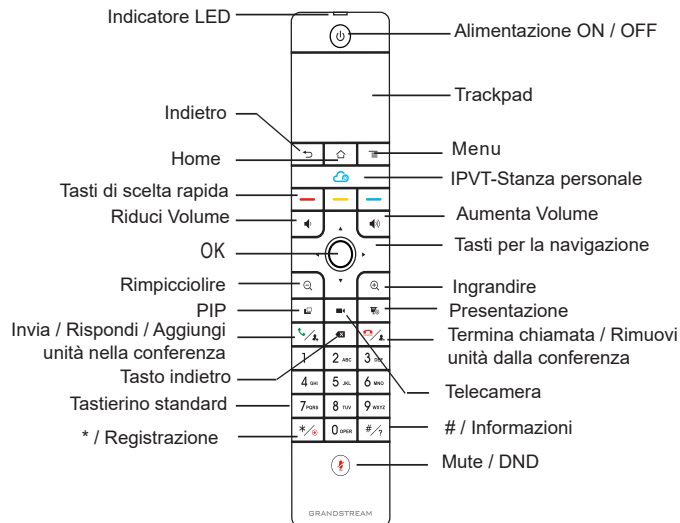 Indicatore LED
Alimentazione ON / OFF
Trackpad
Indietro
Home
Menu
IPVT-Stanza personale
Tasti di scelta rapida
Riduci Volume
Aumenta Volume
OK
Tasti per la navigazione
Rimpicciolire
Ingrandire
PIP
Presentazione
Invia / Rispondi / Aggiungi
unità nella conferenza
Termina chiamata / Rimuovi
unità dalla conferenza
Tasto indietro
Telecamera
1 2 ABC 3 DEF
4 GHI 5 JKL 6 MNO
Tastierino standard
7 PQRS 8 TUV 9 WXYZ
* / Registrazione
* 0 OPER # / ?
# / Informazioni
Mute / DND
GRANDSTREAM